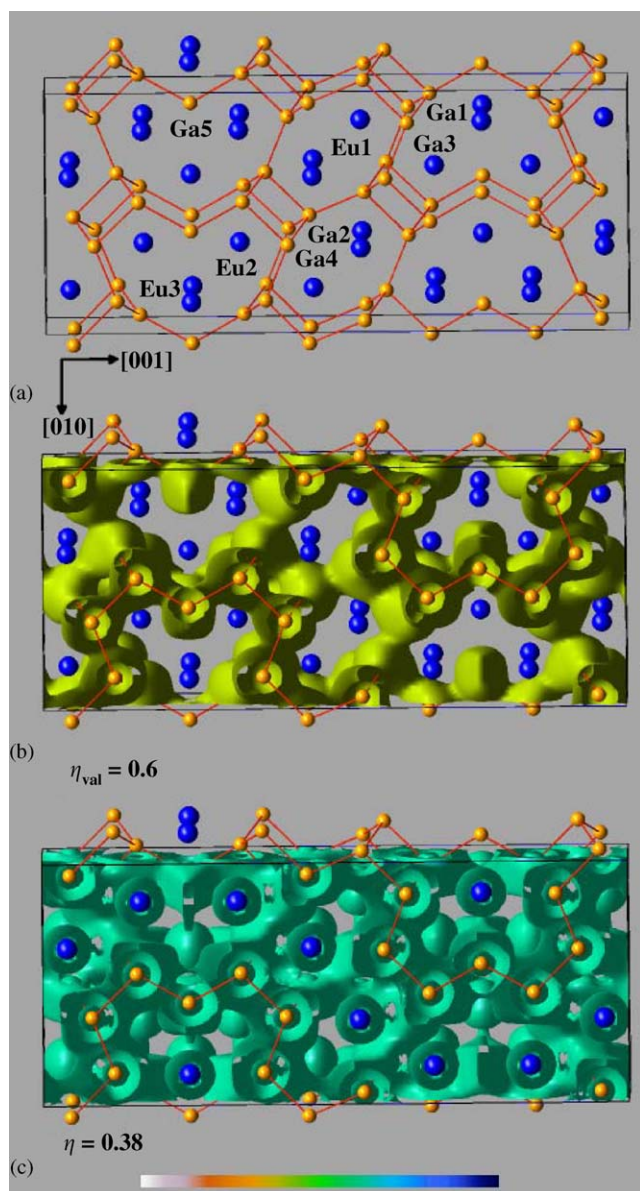 Ga1
Ga5
Eu1
Ga3
Ga2
Eu2
Ga4
Eu3
[001]
(a)
[010]
(b)
ηval = 0.6
η = 0.38
(c)